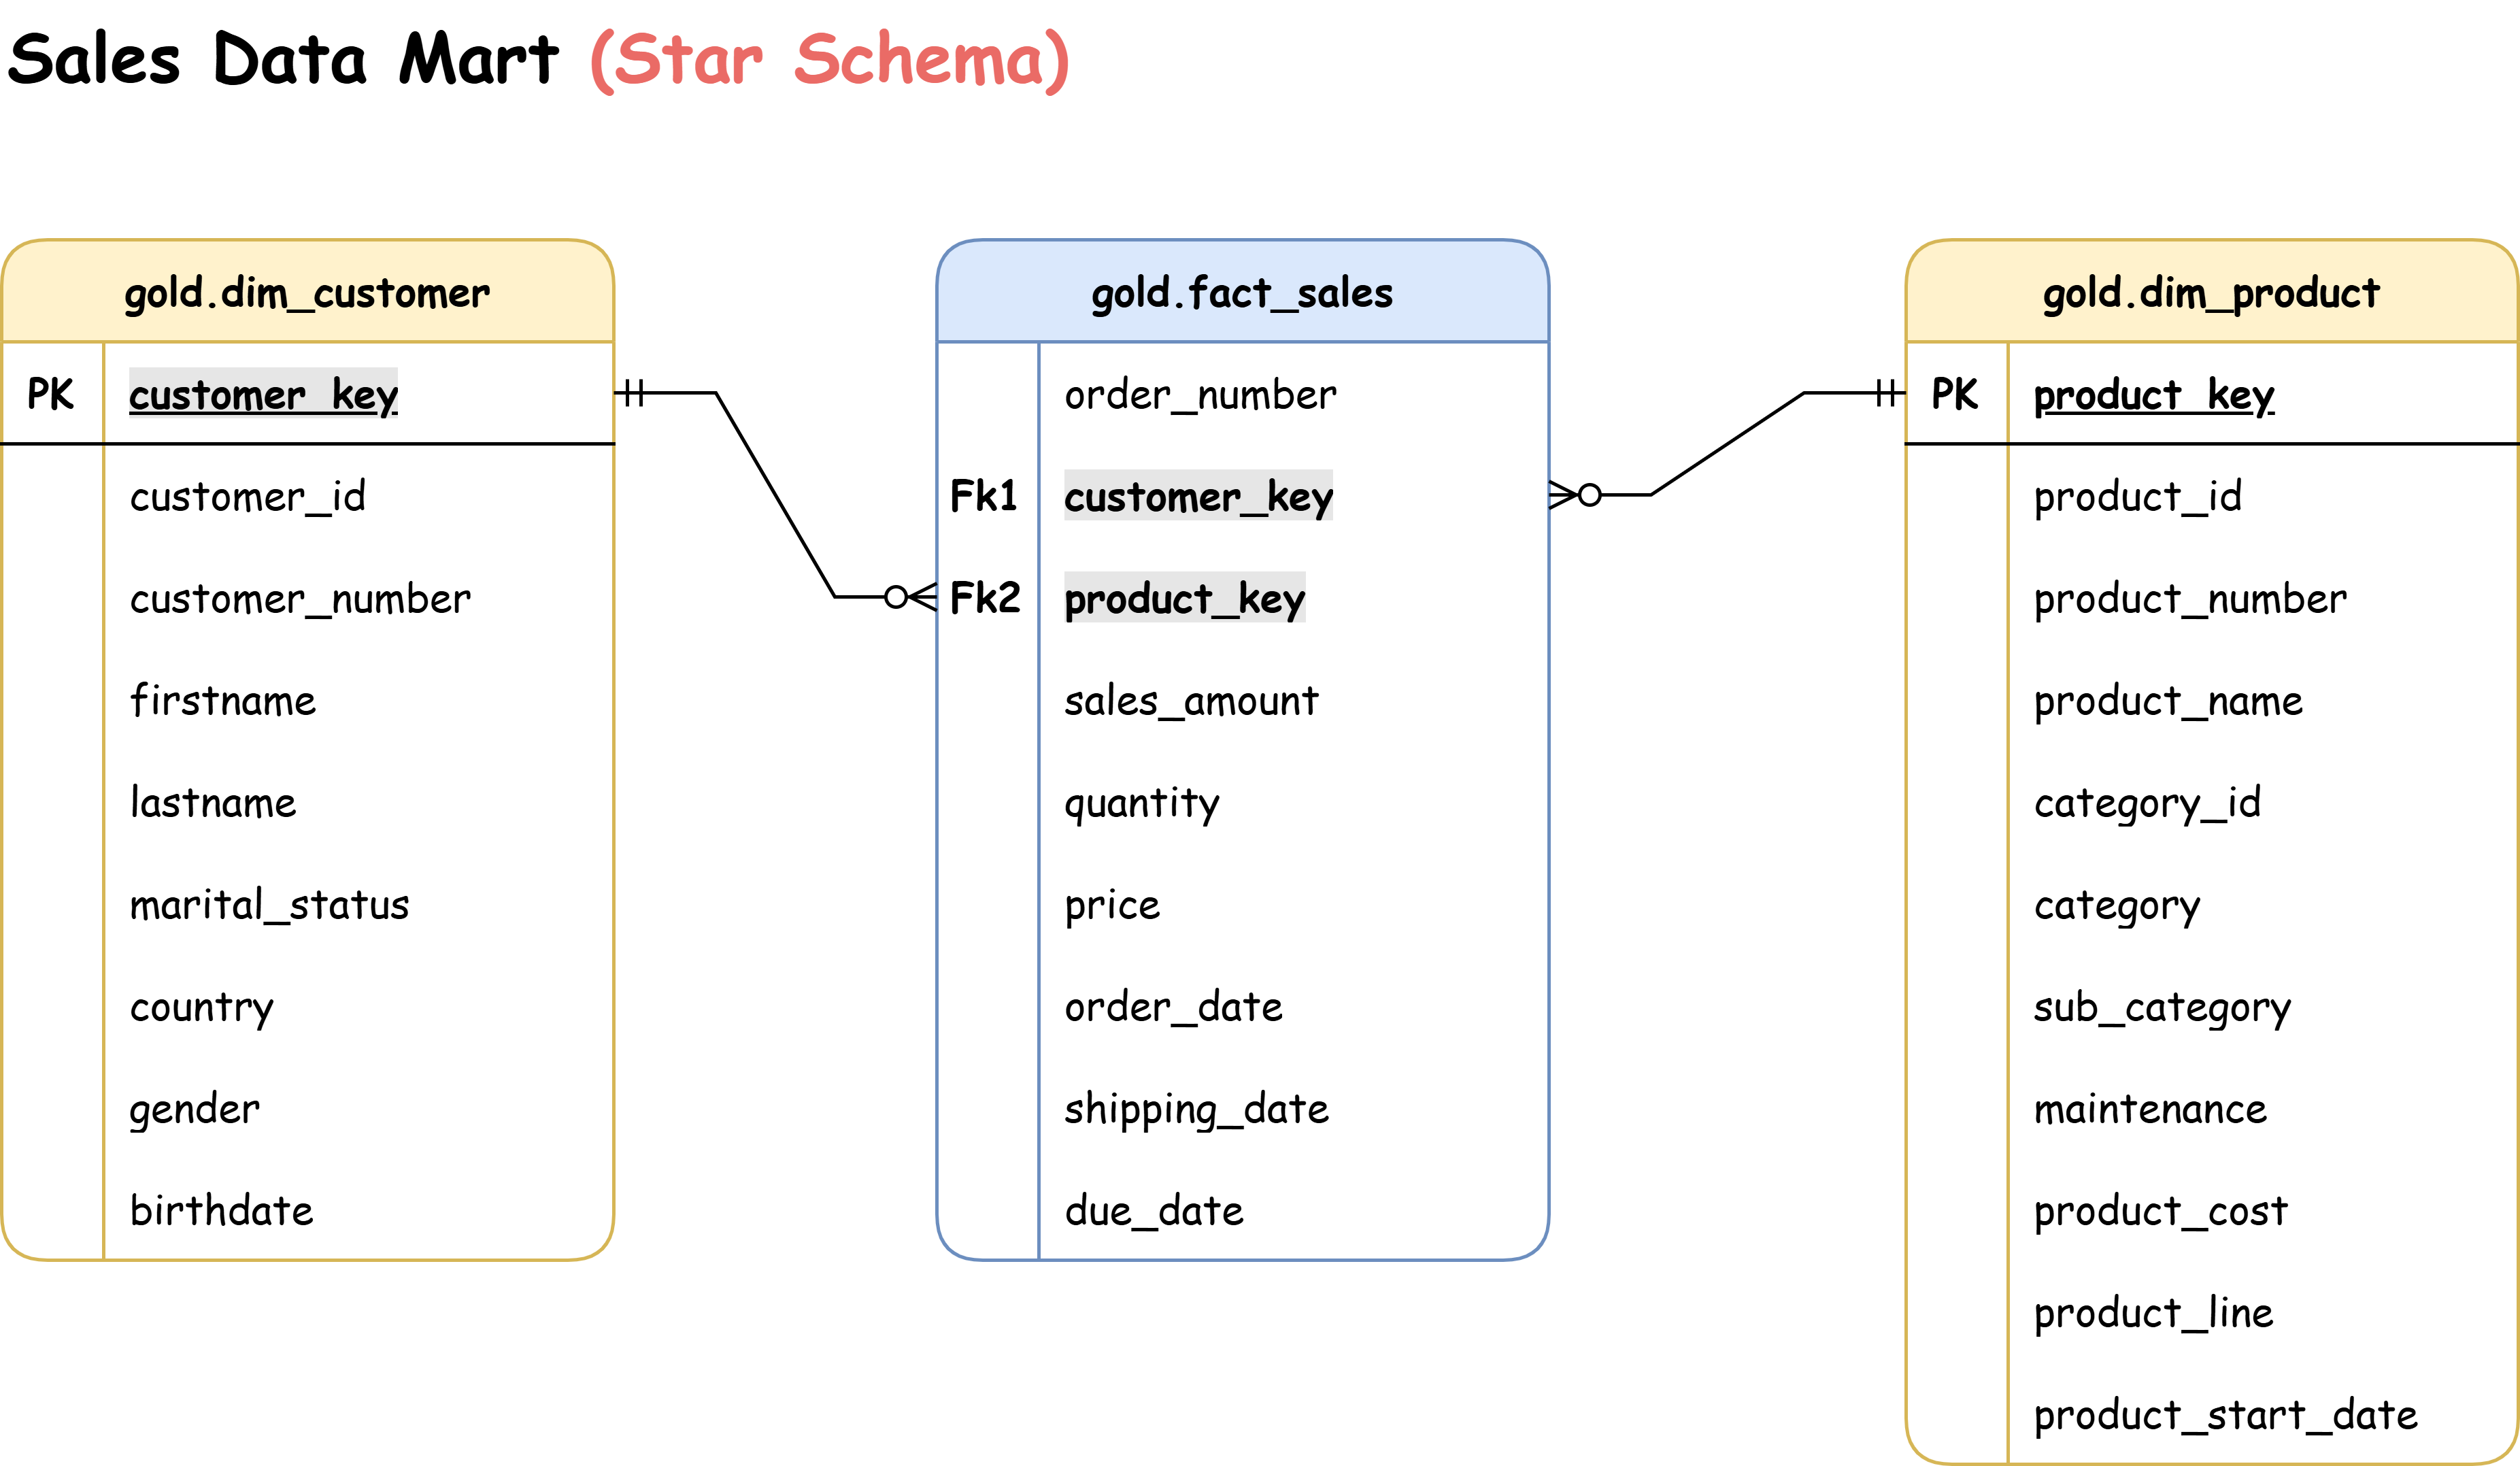 Sales Data Mart (Star Schema)
gold.dim_customer
PK customer_key
customer_id
customer_number
firstname
lastname
marital_status
country
gender
birthdate
gold.fact_sales
order_number
Fk1 customer_key
Fk2 product_key
sales_amount
quantity
price
order_date
shipping_date
due_date
gold.dim_product
PK product_key
product_id
product_number
product_name
category_id
category
sub_category
maintenance
product_cost
product_line
product_start_date